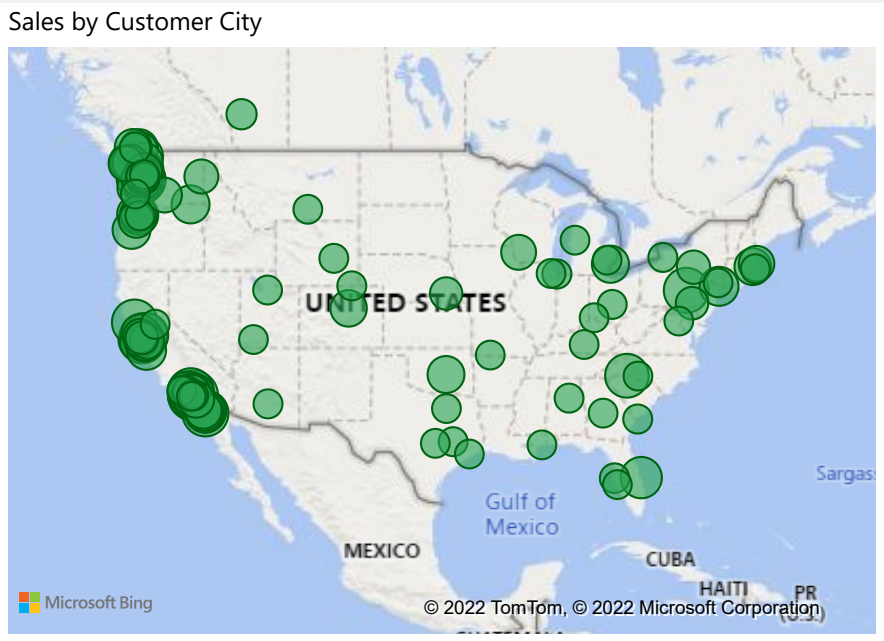 Sales by Customer City
UNITED STATES
Sargass
Gulf of
Mexico
MEXICO
CUBA
HAITI
PR
(U.S.)
Microsoft Bing
© 2022 TomTom, © 2022 Microsoft Corporation
GUATEMALA